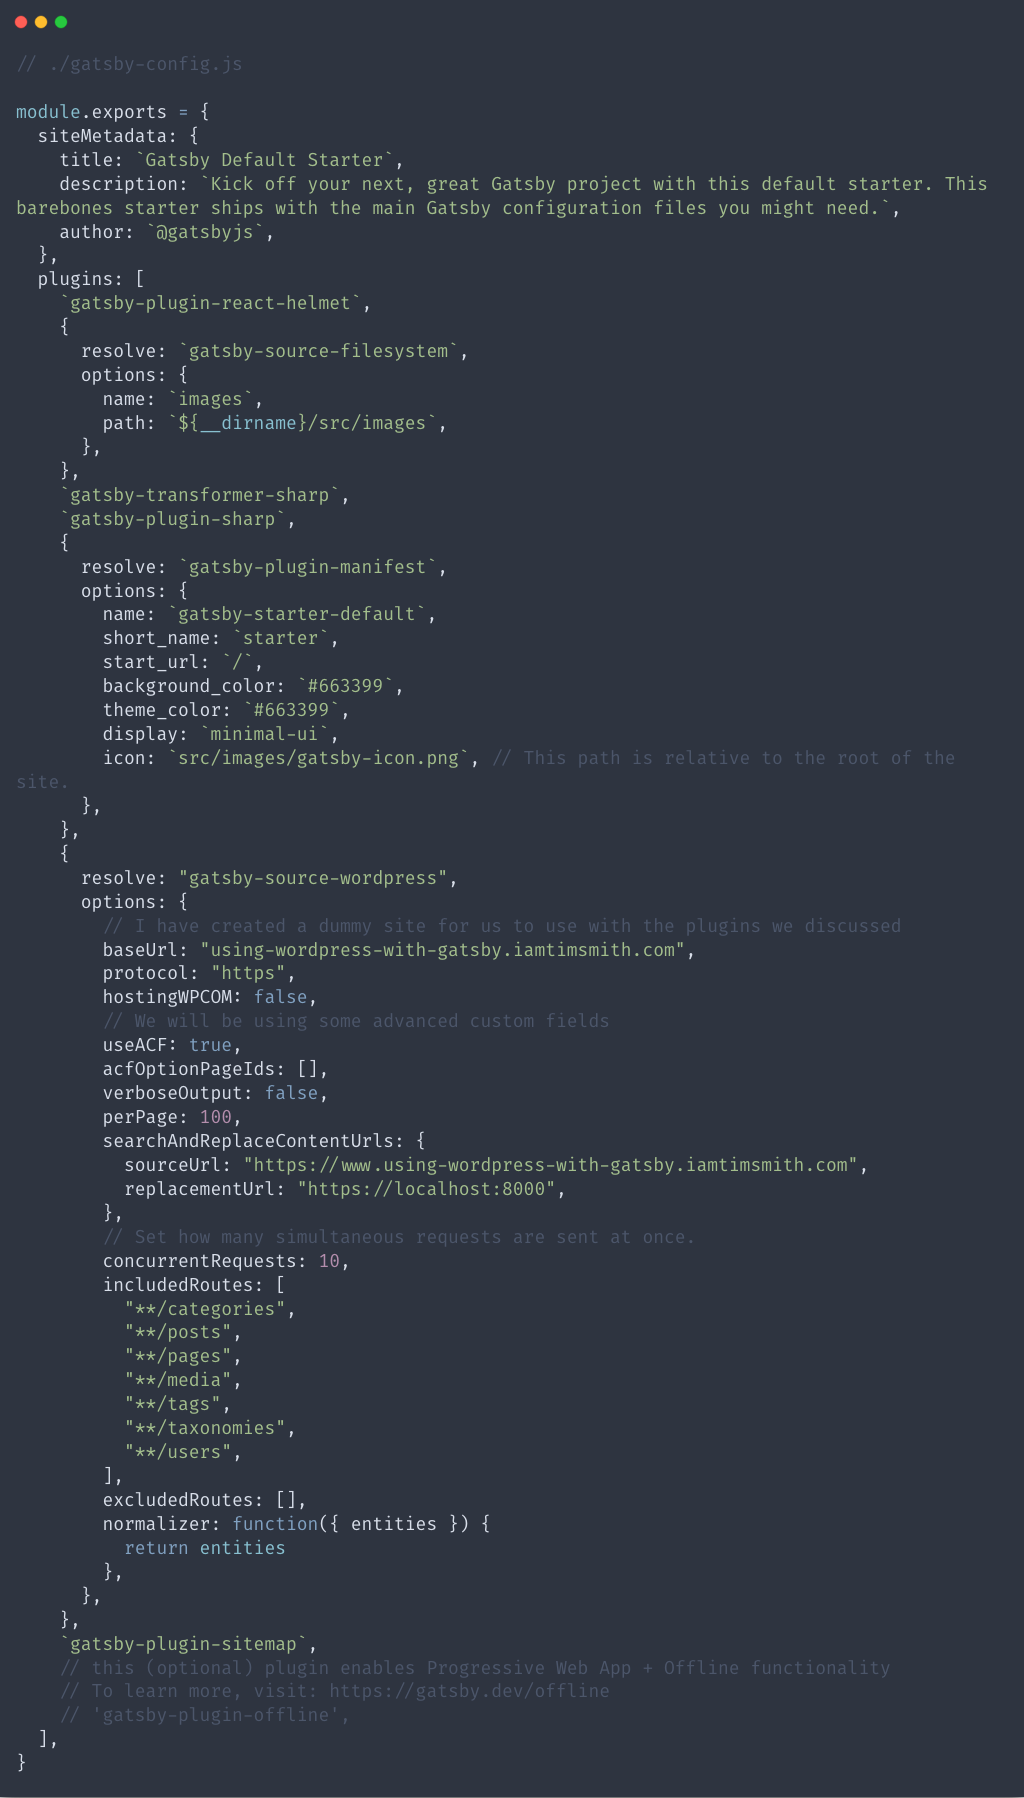 // ./gatsby-config.js

module.exports = {
  siteMetadata: {
    title: `Gatsby Default Starter`,
    description: `Kick off your next, great Gatsby project with this default starter. This
barebones starter ships with the main Gatsby configuration files you might need.`,
    author: `@gatsbyjs`,
  },
  plugins: [
    `gatsby-plugin-react-helmet`,
    {
      resolve: `gatsby-source-filesystem`,
      options: {
        name: `images`,
        path: `${__dirname}/src/images`,
      },
    },
    `gatsby-transformer-sharp`,
    `gatsby-plugin-sharp`,
    {
      resolve: `gatsby-plugin-manifest`,
      options: {
        name: `gatsby-starter-default`,
        short_name: `starter`,
        start_url: `/`,
        background_color: `#663399`,
        theme_color: `#663399`,
        display: `minimal-ui`,
        icon: `src/images/gatsby-icon.png`, // This path is relative to the root of the
site.
      },
    },
    {
      resolve: "gatsby-source-wordpress",
      options: {
        // I have created a dummy site for us to use with the plugins we discussed
        baseUrl: "using-wordpress-with-gatsby.iamtimsmith.com",
        protocol: "https",
        hostingWPCOM: false,
        // We will be using some advanced custom fields
        useACF: true,
        acfOptionPageIds: [],
        verboseOutput: false,
        perPage: 100,
        searchAndReplaceContentUrls: {
          sourceUrl: "https://www.using-wordpress-with-gatsby.iamtimsmith.com",
          replacementUrl: "https://localhost:8000",
        },
        // Set how many simultaneous requests are sent at once.
        concurrentRequests: 10,
        includedRoutes: [
          "**/categories",
          "**/posts",
          "**/pages",
          "**/media",
          "**/tags",
          "**/taxonomies",
          "**/users",
        ],
        excludedRoutes: [],
        normalizer: function({ entities }) {
          return entities
        },
      },
    },
    `gatsby-plugin-sitemap`,
    // this (optional) plugin enables Progressive Web App + Offline functionality
    // To learn more, visit: https://gatsby.dev/offline
    // 'gatsby-plugin-offline',
  ],
}